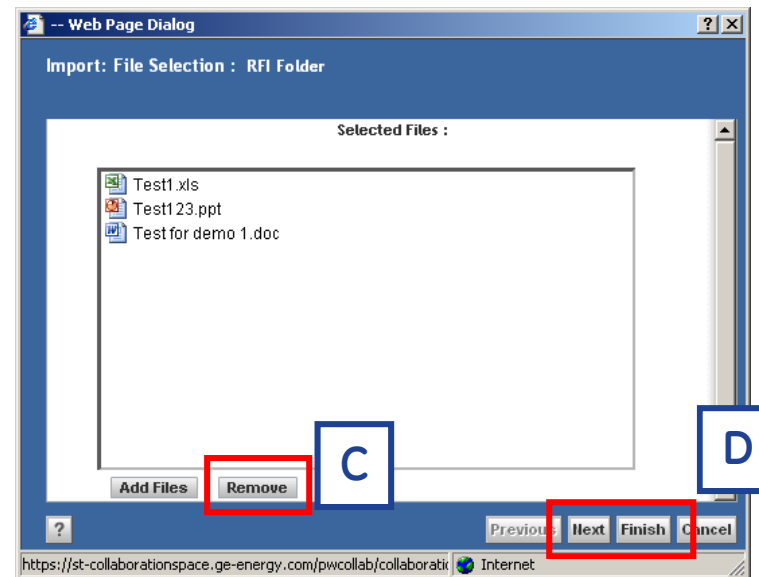 -- Web Page Dialog ? X
Import: File Selection : RFI Folder
Selected Files :
Test1.xls
Test123.ppt
Test for demo 1.doc
C
D
Add Files Remove
? Previous Next Finish Cancel
https://st-collaborationspace.ge-energy.com/pwcollab/collaboratic Internet